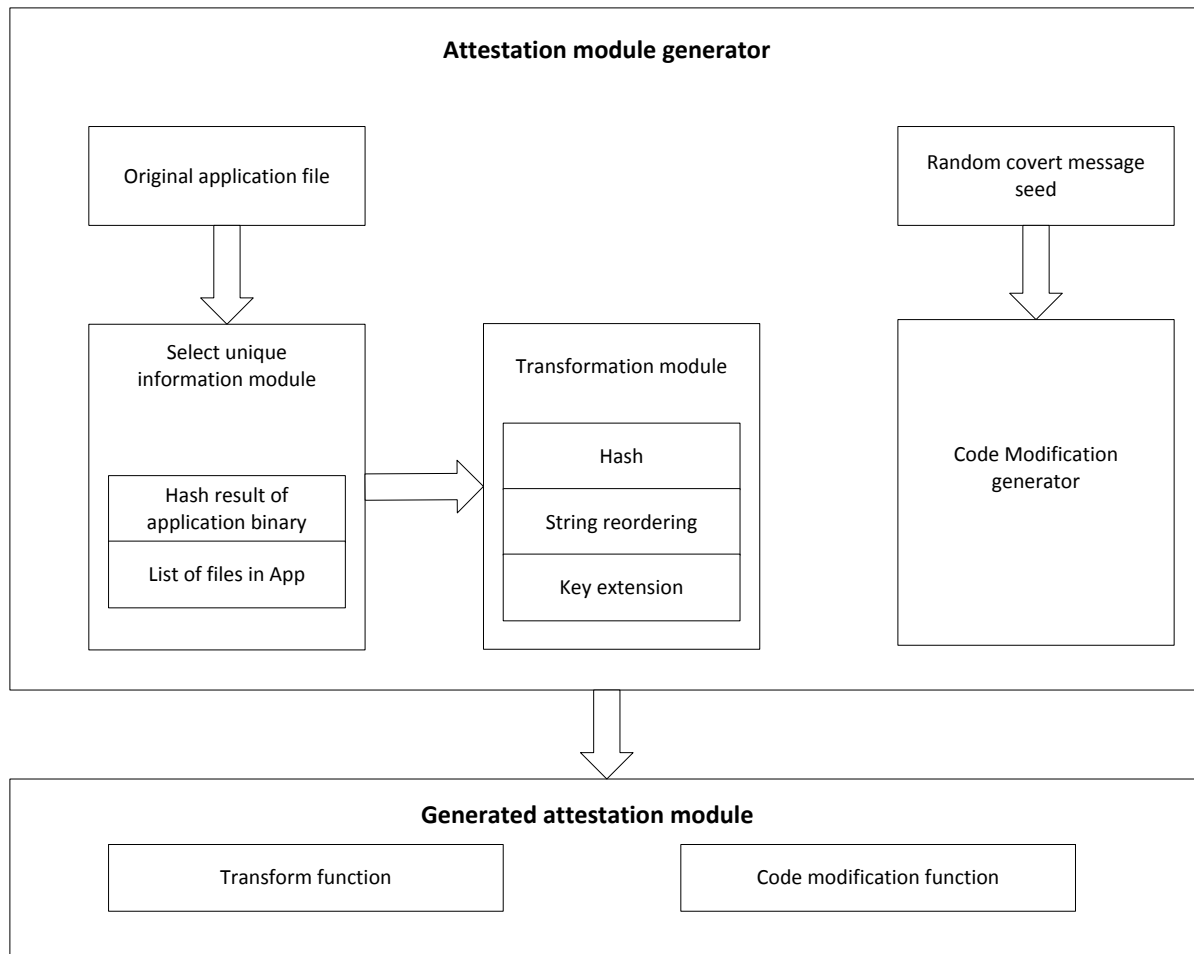 Attestation module generator
Original application file
Random covert message
seed
Select unique
information module
Hash result of
application binary
List of files in App
Transformation module
Hash
String reordering
Key extension
Code Modification
generator
Generated attestation module
Transform function
Code modification function